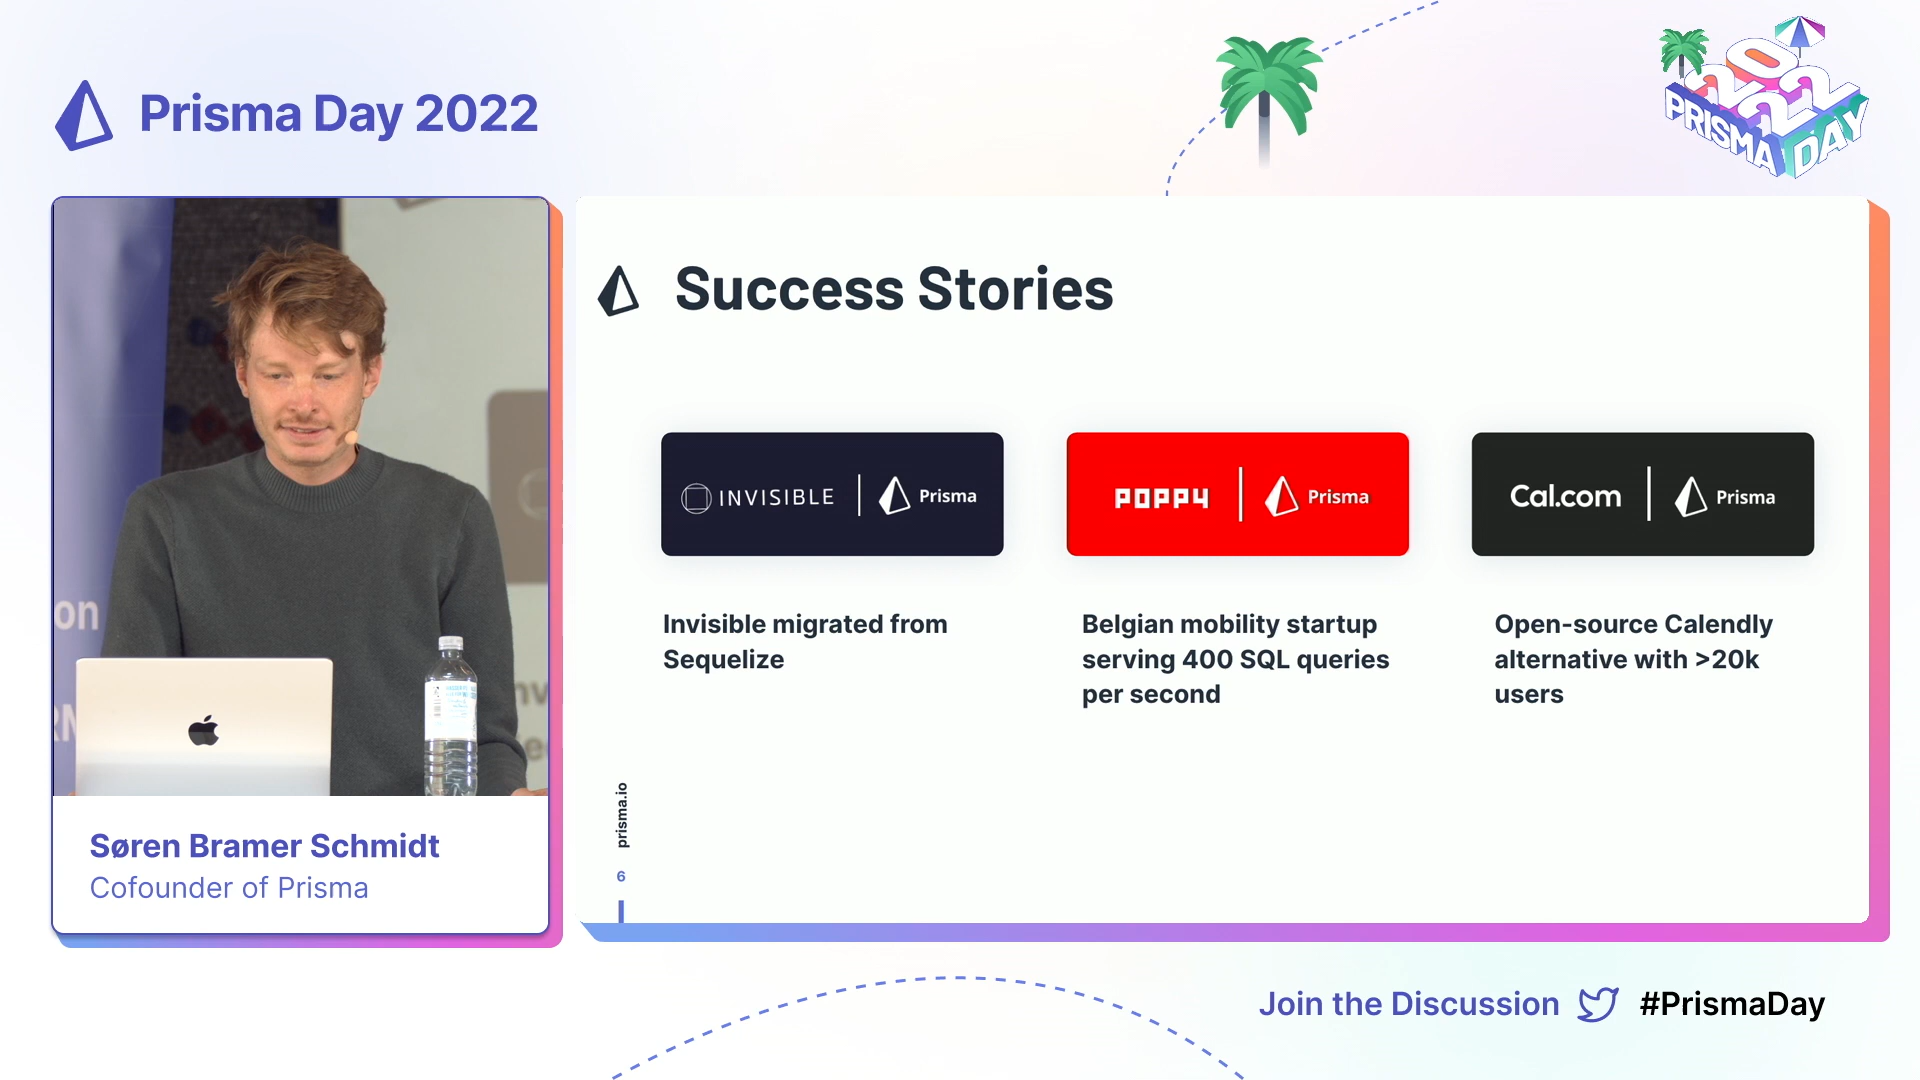 Prisma Day 2022
2022
PRISMA DAY
on
Søren Bramer Schmidt
Cofounder of Prisma
Success Stories
INVISIBLE | Prisma
POPPY | Prisma
Cal.com | Prisma
Invisible migrated from
Sequelize
Belgian mobility startup
serving 400 SQL queries
per second
Open-source Calendly
alternative with >20k
users
prisma.io
6
Join the Discussion #PrismaDay